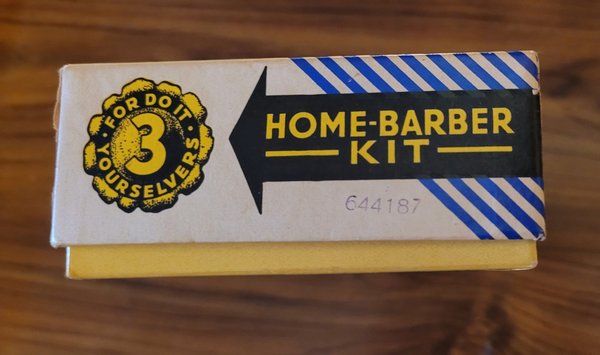 FOR DO IT
3
YOURSELVERS
HOME-BARBER
KIT
644187